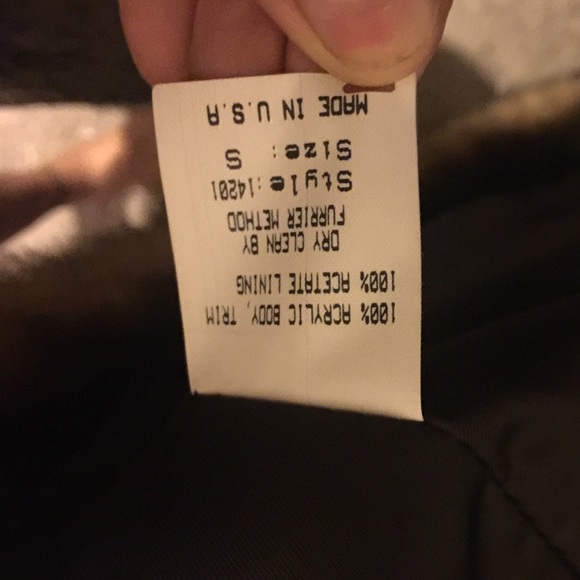 100% ACRYLIC BODY, TRIM
100% ACETATE LINING
DRY CLEAN BY
FURRIER METHOD
Style:14201
Size: S
MADE IN U.S.A